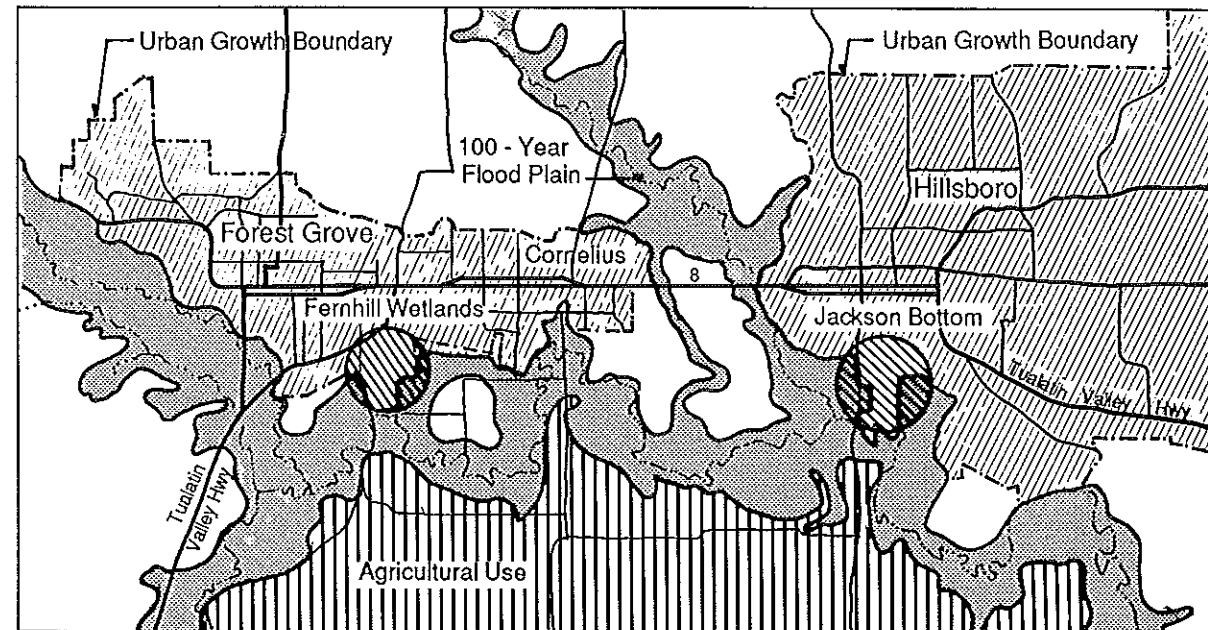 Urban Growth Boundary
Urban Growth Boundary
100 - Year
Flood Plain
Hillsboro
Forest Grove
Cornelius
8
Fernhill Wetlands
Jackson Bottom
Tualatin Valley Hwy
Tualatin
Valley Hwy
Agricultural Use